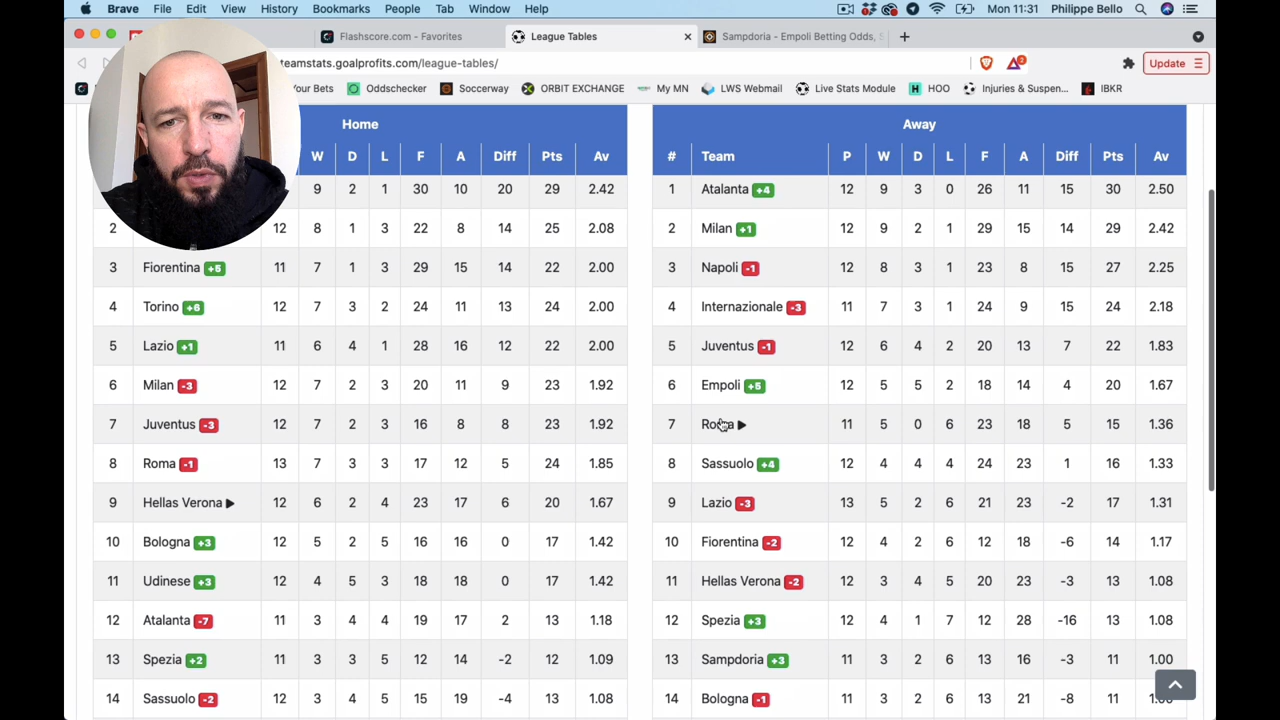 Brave File Edit View History Bookmarks People Tab Window Help Mon 11:31 Philippe Bello
Flashscore.com - Favorites League Tables Sampdoria - Empoli Betting Odds, S
teamstats.goalprofits.com/league-tables/ 2 Update
Your Bets Oddschecker Soccerway ORBIT EXCHANGE My MN LWS Webmail Live Stats Module H HOO Injuries & Suspen... IBKR
Home Away
W D L F A Diff Pts Av # Team P W D L F A Diff Pts Av
9 2 1 30 10 20 29 2.42 1 Atalanta +4 12 9 3 0 26 11 15 30 2.50
2 12 8 1 3 22 8 14 25 2.08 2 Milan +1 12 9 2 1 29 15 14 29 2.42
3 Fiorentina +5 11 7 1 3 29 15 14 22 2.00 3 Napoli -1 12 8 3 1 23 8 15 27 2.25
4 Torino +6 12 7 3 2 24 11 13 24 2.00 4 Internazionale -3 11 7 3 1 24 9 15 24 2.18
5 Lazio +1 11 6 4 1 28 16 12 22 2.00 5 Juventus -1 12 6 4 2 20 13 7 22 1.83
6 Milan -3 12 7 2 3 20 11 9 23 1.92 6 Empoli +5 12 5 5 2 18 14 4 20 1.67
7 Juventus -3 12 7 2 3 16 8 8 23 1.92 7 Roma 11 5 0 6 23 18 5 15 1.36
8 Roma -1 13 7 3 3 17 12 5 24 1.85 8 Sassuolo +4 12 4 4 4 24 23 1 16 1.33
9 Hellas Verona 12 6 2 4 23 17 6 20 1.67 9 Lazio -3 13 5 2 6 21 23 -2 17 1.31
10 Bologna +3 12 5 2 5 16 16 0 17 1.42 10 Fiorentina -2 12 4 2 6 12 18 -6 14 1.17
11 Udinese +3 12 4 5 3 18 18 0 17 1.42 11 Hellas Verona -2 12 3 4 5 20 23 -3 13 1.08
12 Atalanta -7 11 3 4 4 19 17 2 13 1.18 12 Spezia +3 12 4 1 7 12 28 -16 13 1.08
13 Spezia +2 11 3 3 5 12 14 -2 12 1.09 13 Sampdoria +3 11 3 2 6 13 16 -3 11 1.00
14 Sassuolo -2 12 3 4 5 15 19 -4 13 1.08 14 Bologna -1 11 3 2 6 13 21 -8 11